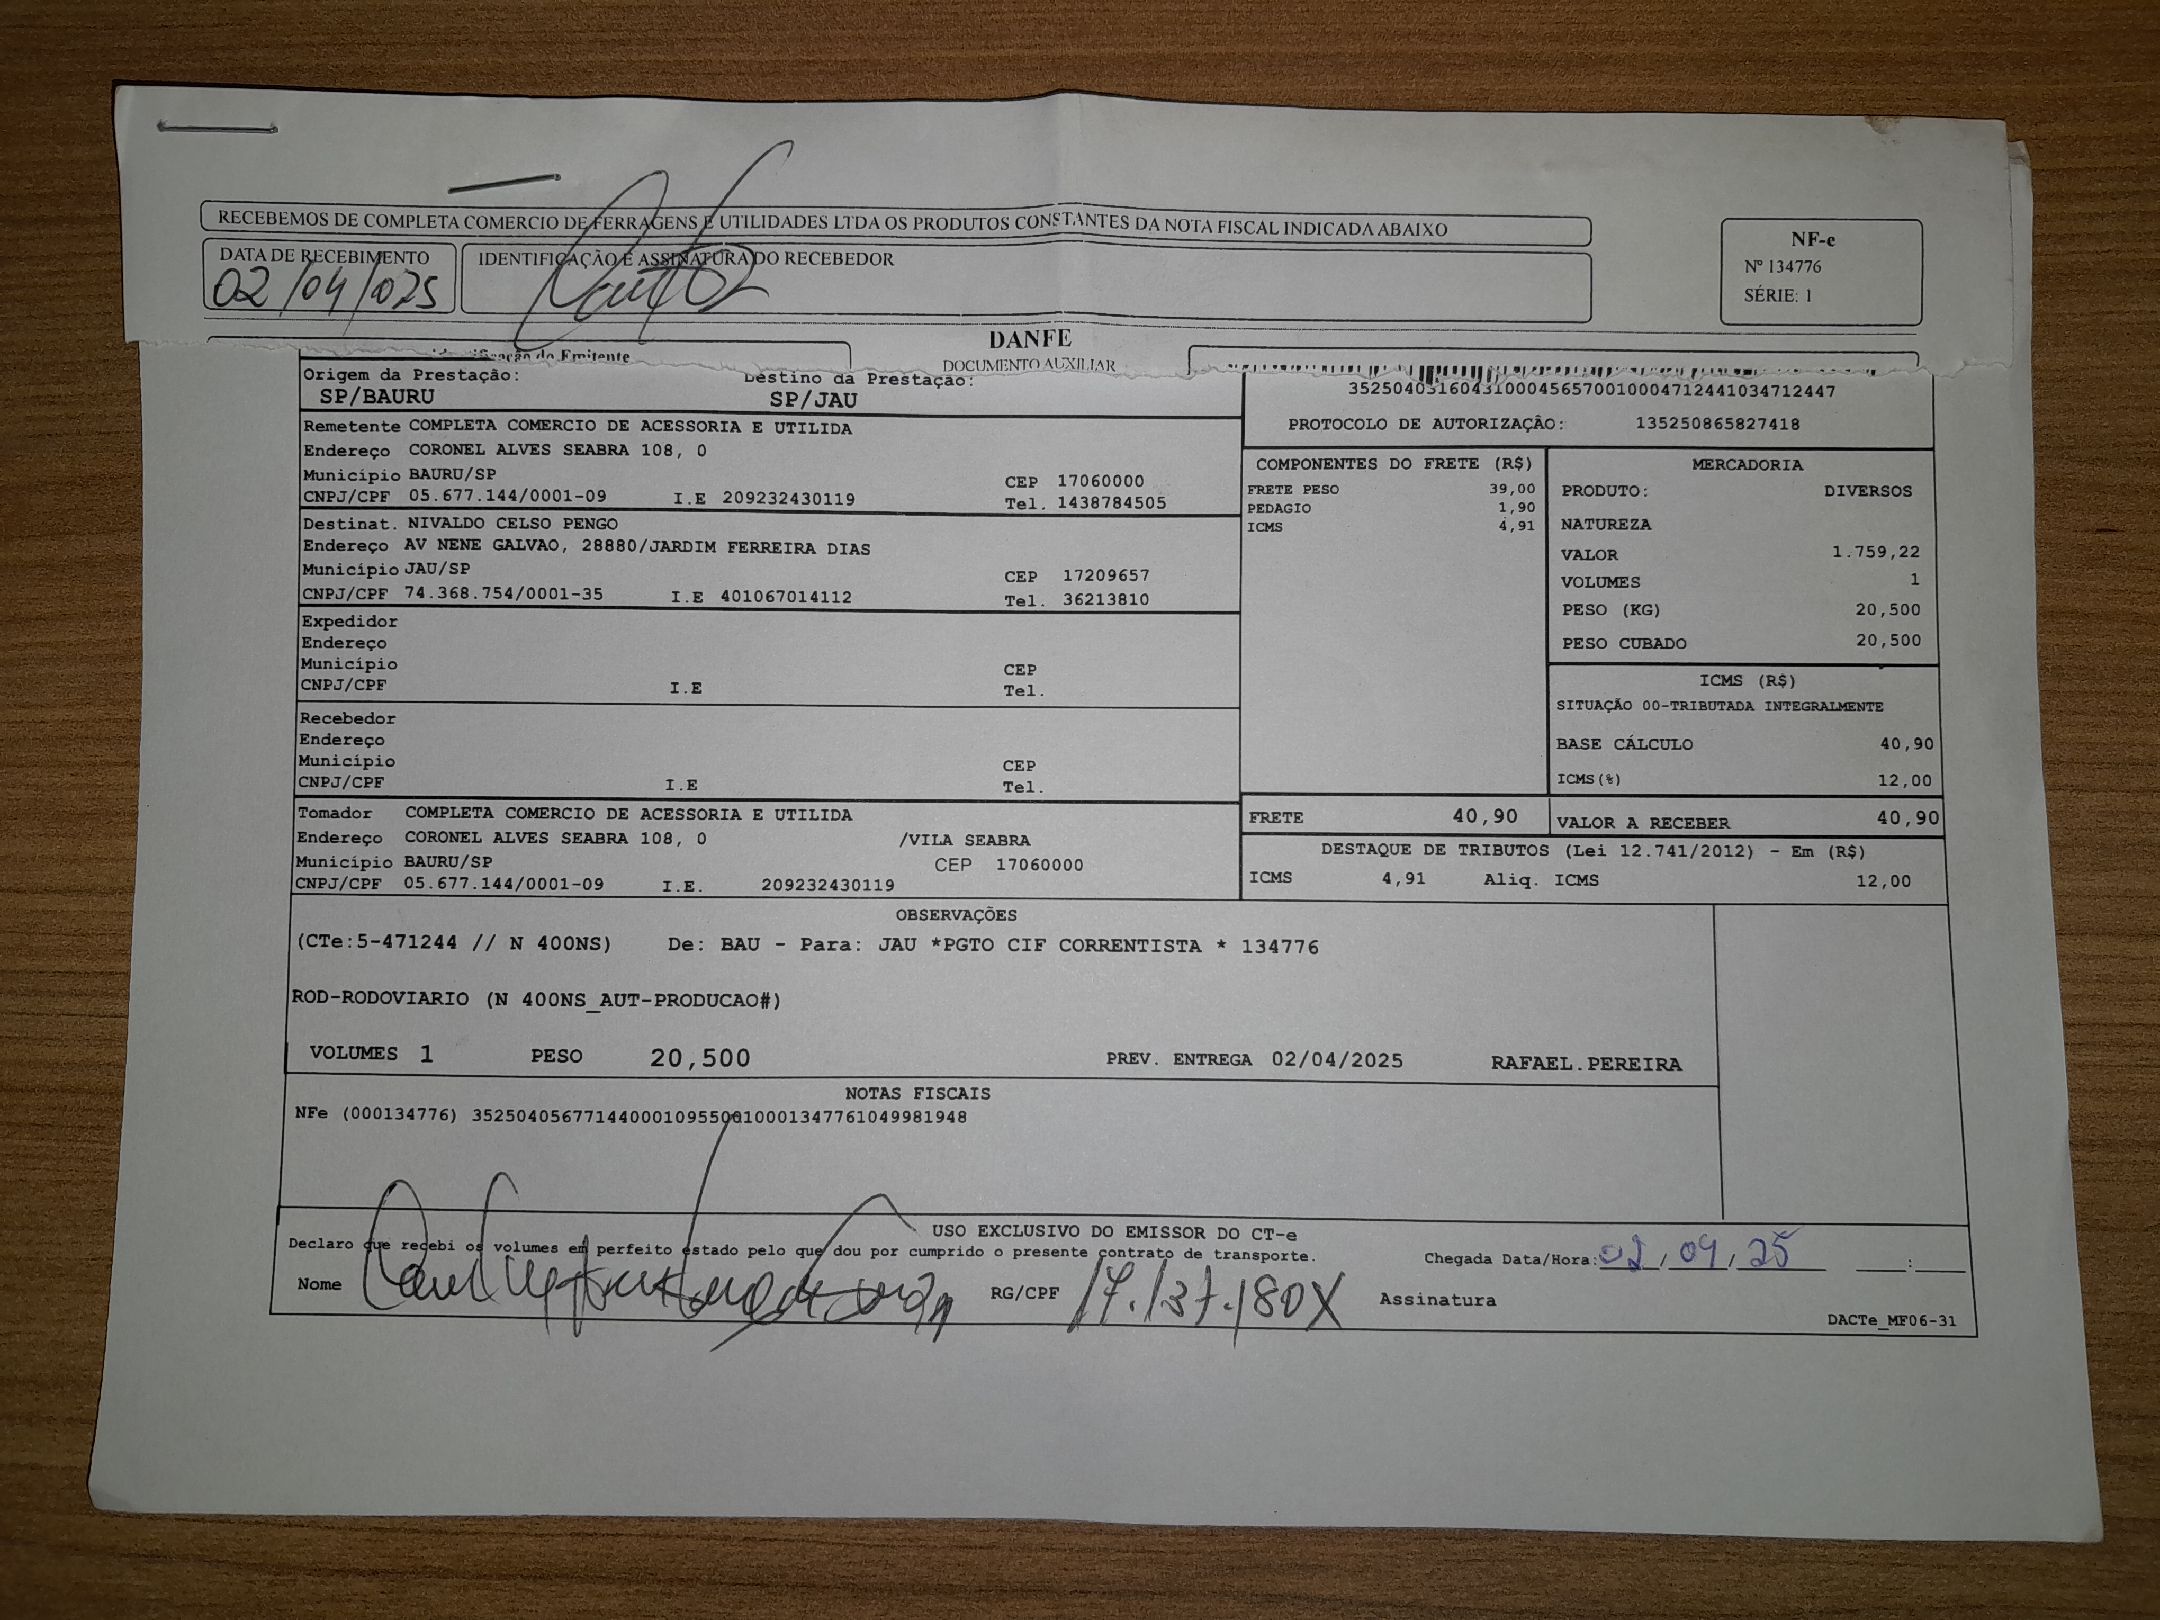 RECEBEMOS DE COMPLETA COMERCIO DE FERRAGENS E UTILIDADES LTDA OS PRODUTOS CONSTANTES DA NOTA FISCAL INDICADA ABAIXO
DATA DE RECEBIMENTO
02/04/025
IDENTIFICAÇÃO E ASSINATURA DO RECEBEDOR
NF-e
Nº 134776
SÉRIE: 1
DANFE
DOCUMENTO AUXILIAR
Identificação do Emitente
Origem da Prestação: Destino da Prestação:
SP/BAURU SP/JAU
PROTOCOLO DE AUTORIZAÇÃO: 135250865827418
Remetente COMPLETA COMERCIO DE ACESSORIA E UTILIDA
Endereço CORONEL ALVES SEABRA 108, 0
Município BAURU/SP CEP 17060000
CNPJ/CPF 05.677.144/0001-09 I.E 209232430119 Tel. 1438784505
Destinat. NIVALDO CELSO PENGO
Endereço AV NENE GALVAO, 28880/JARDIM FERREIRA DIAS
Município JAU/SP CEP 17209657
CNPJ/CPF 74.368.754/0001-35 I.E 401067014112 Tel. 36213810
Expedidor
Endereço
Município CEP
CNPJ/CPF I.E Tel.
Recebedor
Endereço
Município CEP
CNPJ/CPF I.E Tel.
Tomador COMPLETA COMERCIO DE ACESSORIA E UTILIDA
Endereço CORONEL ALVES SEABRA 108, 0 /VILA SEABRA
Município BAURU/SP CEP 17060000
CNPJ/CPF 05.677.144/0001-09 I.E. 209232430119
COMPONENTES DO FRETE (R$)
FRETE PESO 39,00
PEDAGIO 1,90
ICMS 4,91
MERCADORIA
PRODUTO: DIVERSOS
NATUREZA
VALOR 1.759,22
VOLUMES 1
PESO (KG) 20,500
PESO CUBADO 20,500
ICMS (R$)
SITUAÇÃO 00-TRIBUTADA INTEGRALMENTE
BASE CÁLCULO 40,90
ICMS(%) 12,00
FRETE 40,90 VALOR A RECEBER 40,90
DESTAQUE DE TRIBUTOS (Lei 12.741/2012) - Em (R$)
ICMS 4,91 Aliq. ICMS 12,00
OBSERVAÇÕES
(CTe:5-471244 // N 400NS) De: BAU - Para: JAU *PGTO CIF CORRENTISTA * 134776
ROD-RODOVIARIO (N 400NS_AUT-PRODUCAO#)
VOLUMES 1 PESO 20,500 PREV. ENTREGA 02/04/2025 RAFAEL.PEREIRA
NOTAS FISCAIS
NFe (000134776) 35250405677144000109550010001347761049981948
USO EXCLUSIVO DO EMISSOR DO CT-e
Declaro que recebi os volumes em perfeito estado pelo que dou por cumprido o presente contrato de transporte.
Chegada Data/Hora: 02/04/25 :
Nome RG/CPF 17.137.180X Assinatura
DACTe_MF06-31